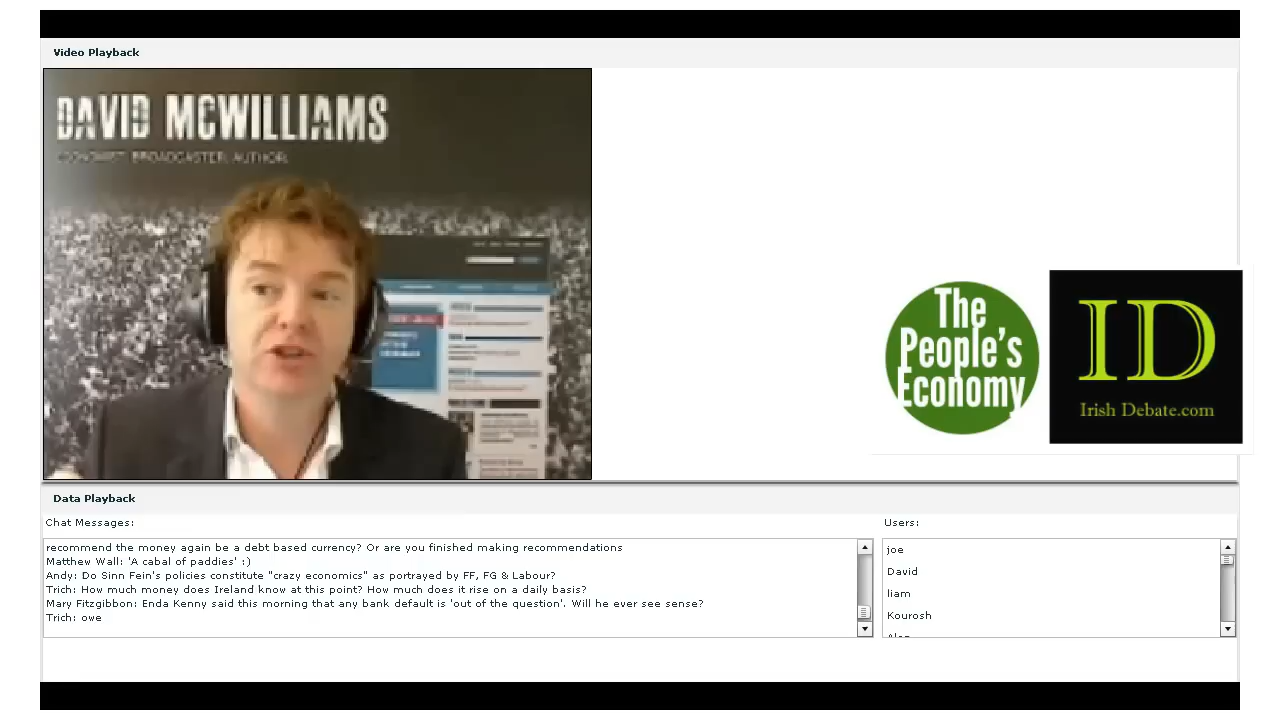 Video Playback
DAVID MCWILLIAMS
ECONOMIST. BROADCASTER. AUTHOR.
The
People's
Economy
ID
Irish Debate.com
Data Playback
Chat Messages:
Users:
recommend the money again be a debt based currency? Or are you finished making recommendations
Matthew Wall: 'A cabal of paddies' :)
Andy: Do Sinn Fein's policies constitute "crazy economics" as portrayed by FF, FG & Labour?
Trich: How much money does Ireland know at this point? How much does it rise on a daily basis?
Mary Fitzgibbon: Enda Kenny said this morning that any bank default is 'out of the question'. Will he ever see sense?
Trich: owe
joe
David
liam
Kourosh